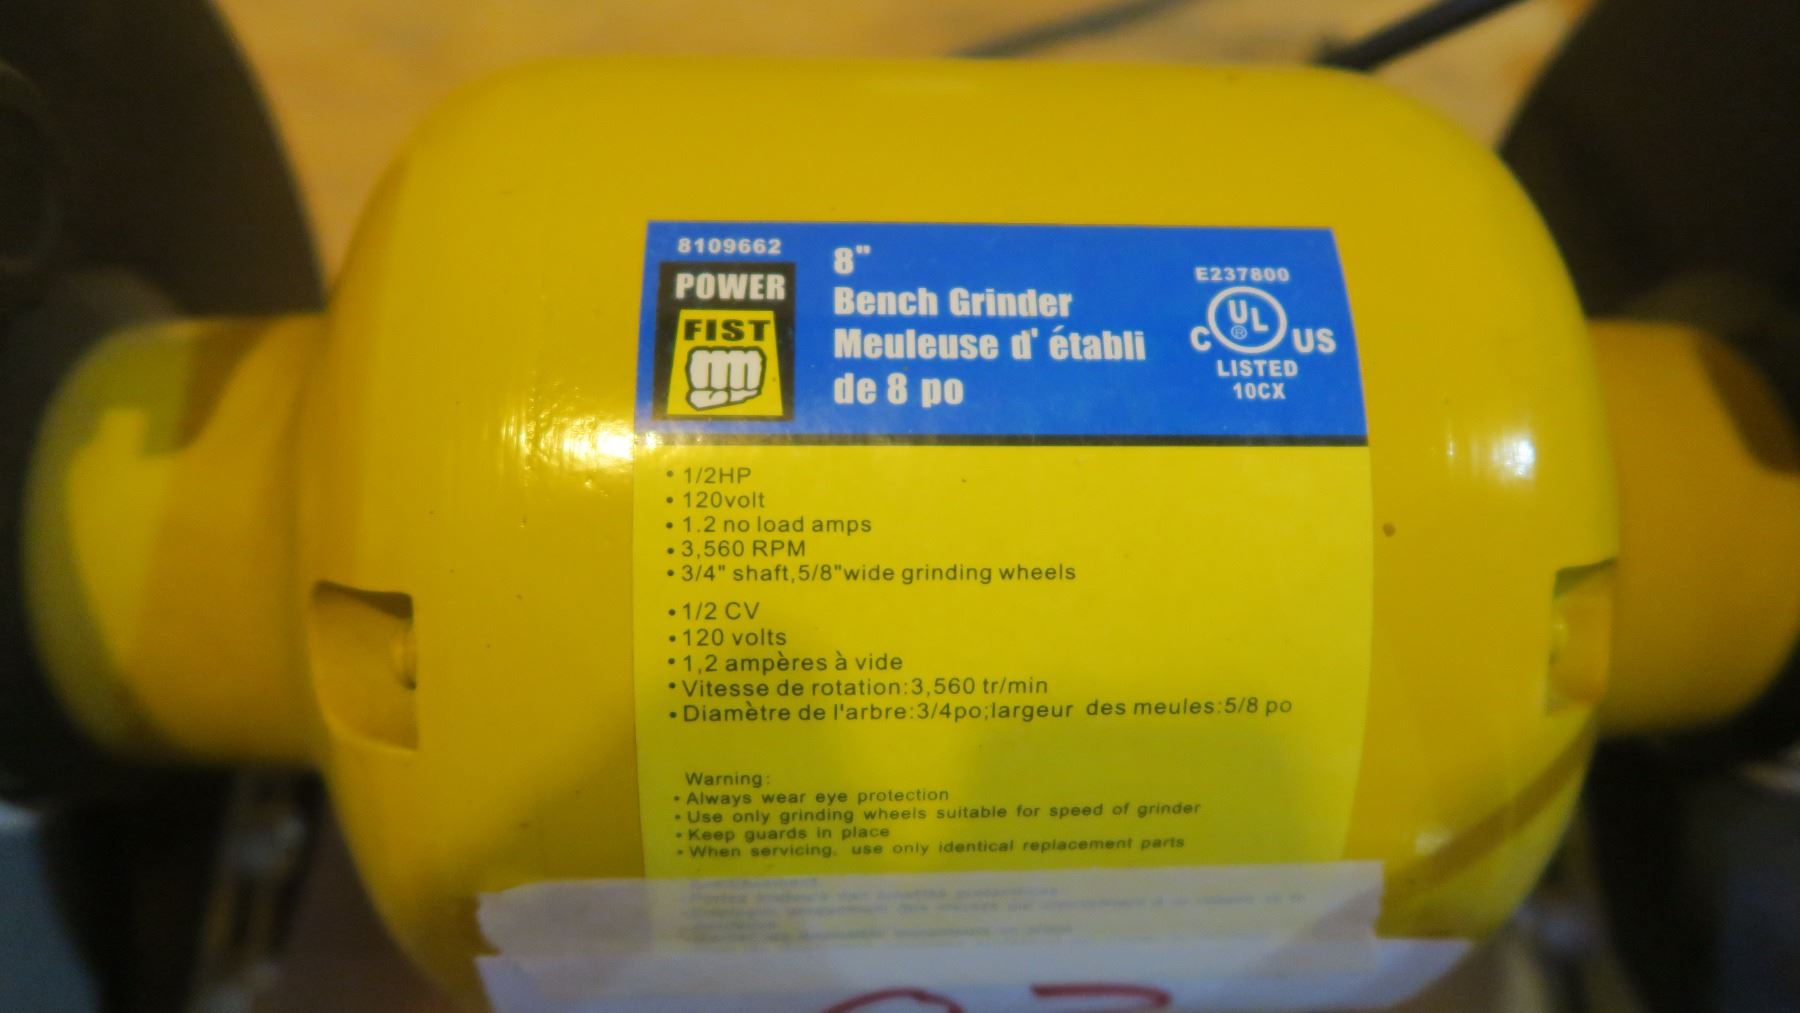 8109662
POWER
FIST
8"
Bench Grinder
Meuleuse d' établi
de 8 po
E237800
UL
®
C US
LISTED
10CX
• 1/2HP
• 120volt
• 1.2 no load amps
• 3,560 RPM
• 3/4" shaft,5/8"wide grinding wheels
• 1/2 CV
• 120 volts
• 1,2 ampères à vide
• Vitesse de rotation:3,560 tr/min
• Diamètre de l'arbre:3/4po;largeur des meules:5/8 po
Warning:
• Always wear eye protection
• Use only grinding wheels suitable for speed of grinder
• Keep guards in place
• When servicing, use only identical replacement parts